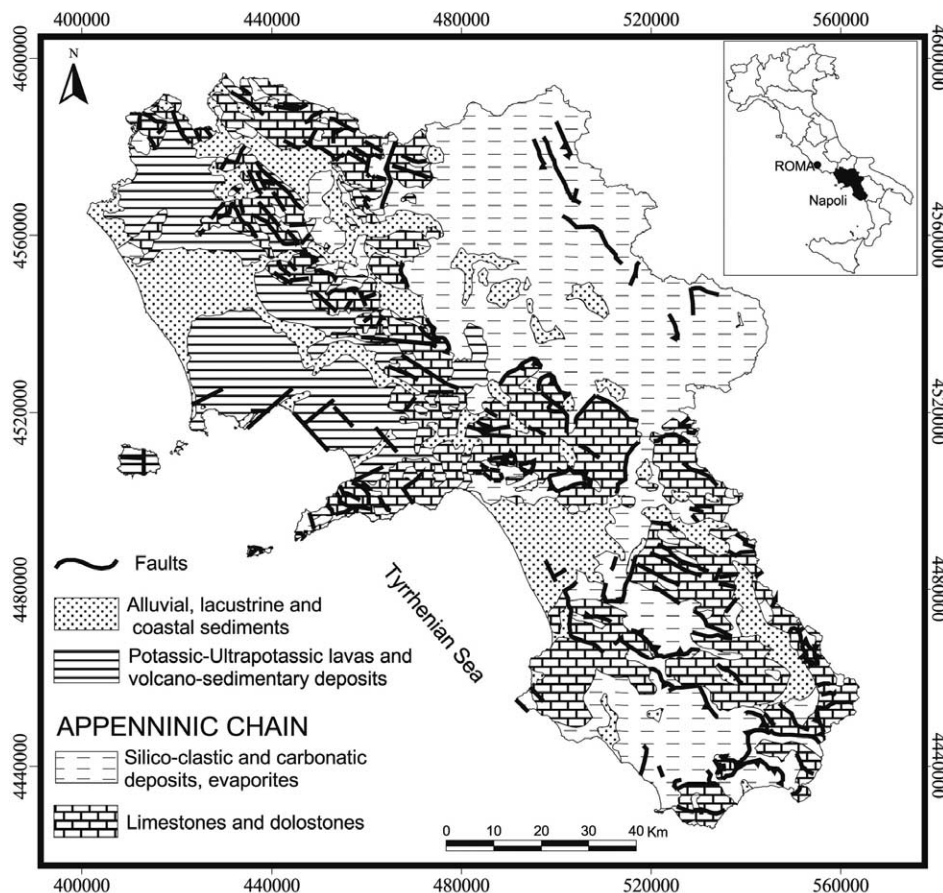 400000 440000 480000 520000 560000
4600000
4600000
N
ROMA
Napoli
4560000
4560000
4520000
4520000
Tyrrhenian Sea
4480000
4480000
Faults
Alluvial, lacustrine and
coastal sediments
Potassic-Ultrapotassic lavas and
volcano-sedimentary deposits
APPENNINIC CHAIN
Silico-clastic and carbonatic
deposits, evaporites
Limestones and dolostones
4440000
4440000
0 10 20 30 40 Km
400000 440000 480000 520000 560000